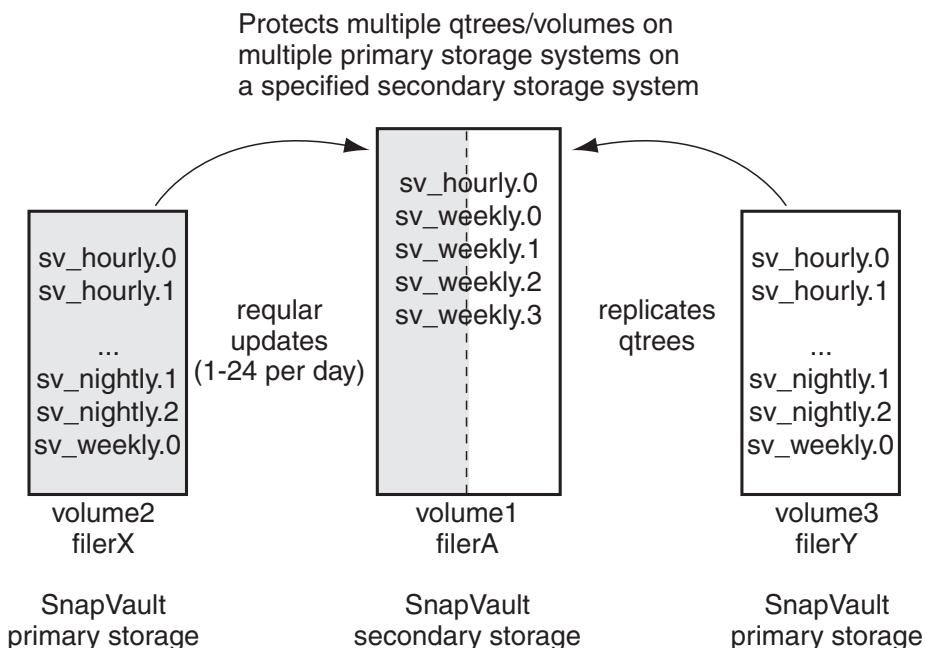 Protects multiple qtrees/volumes on
multiple primary storage systems on
a specified secondary storage system
sv_hourly.0
sv_hourly.1
...
sv_nightly.1
sv_nightly.2
sv_weekly.0
volume2
filerX
SnapVault
primary storage
reqular
updates
(1-24 per day)
sv_hourly.0
sv_weekly.0
sv_weekly.1
sv_weekly.2
sv_weekly.3
volume1
filerA
SnapVault
secondary storage
replicates
qtrees
sv_hourly.0
sv_hourly.1
...
sv_nightly.1
sv_nightly.2
sv_weekly.0
volume3
filerY
SnapVault
primary storage